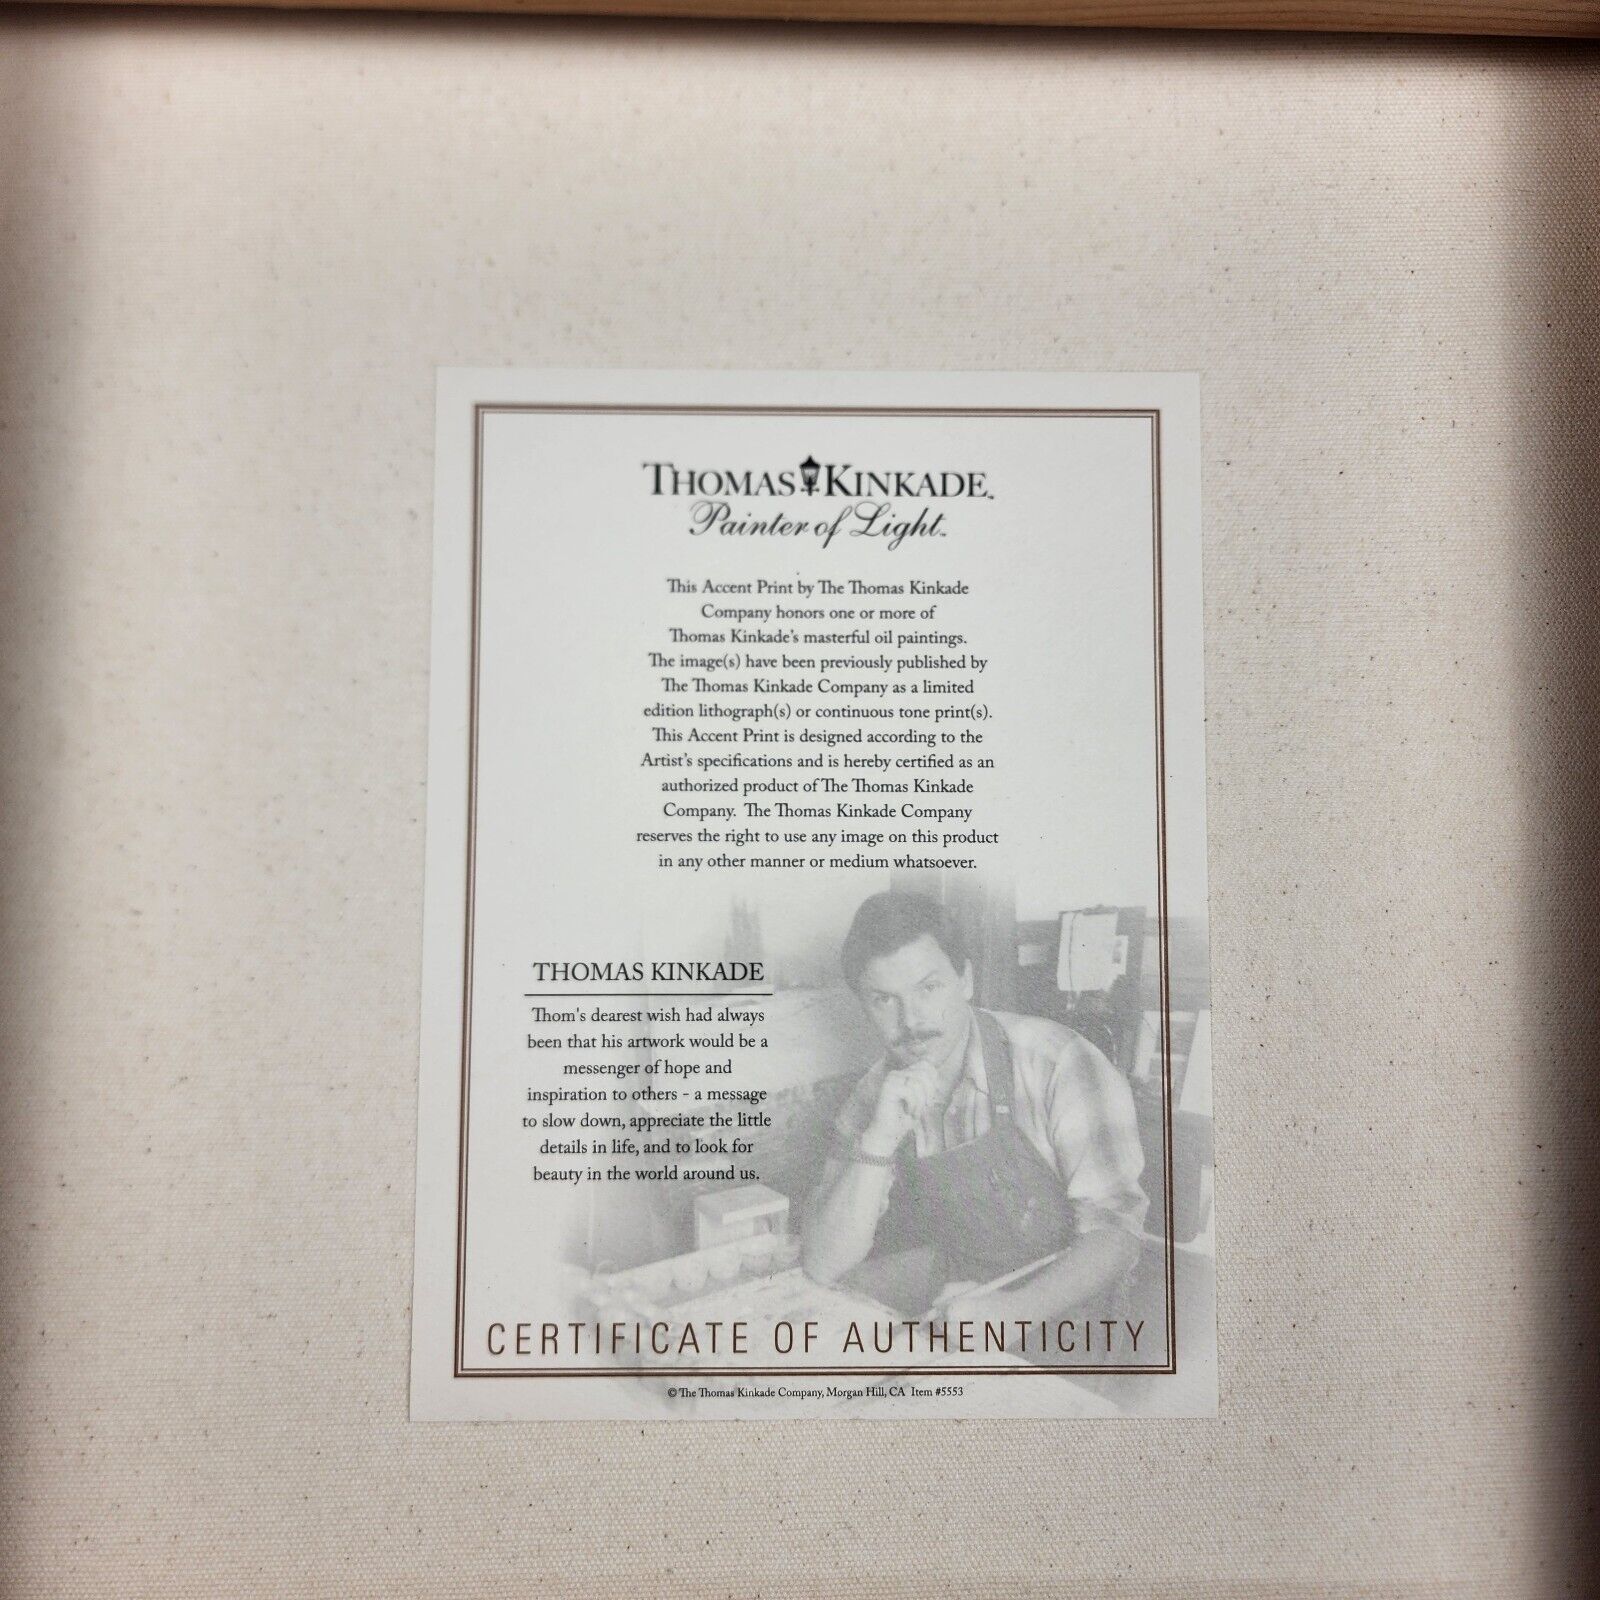 THOMAS KINKADE™
Painter of Light™
This Accent Print by The Thomas Kinkade
Company honors one or more of
Thomas Kinkade's masterful oil paintings.
The image(s) have been previously published by
The Thomas Kinkade Company as a limited
edition lithograph(s) or continuous tone print(s).
This Accent Print is designed according to the
Artist's specifications and is hereby certified as an
authorized product of The Thomas Kinkade
Company. The Thomas Kinkade Company
reserves the right to use any image on this product
in any other manner or medium whatsoever.
THOMAS KINKADE
Thom's dearest wish had always
been that his artwork would be a
messenger of hope and
inspiration to others - a message
to slow down, appreciate the little
details in life, and to look for
beauty in the world around us.
CERTIFICATE OF AUTHENTICITY
© The Thomas Kinkade Company, Morgan Hill, CA Item #5553